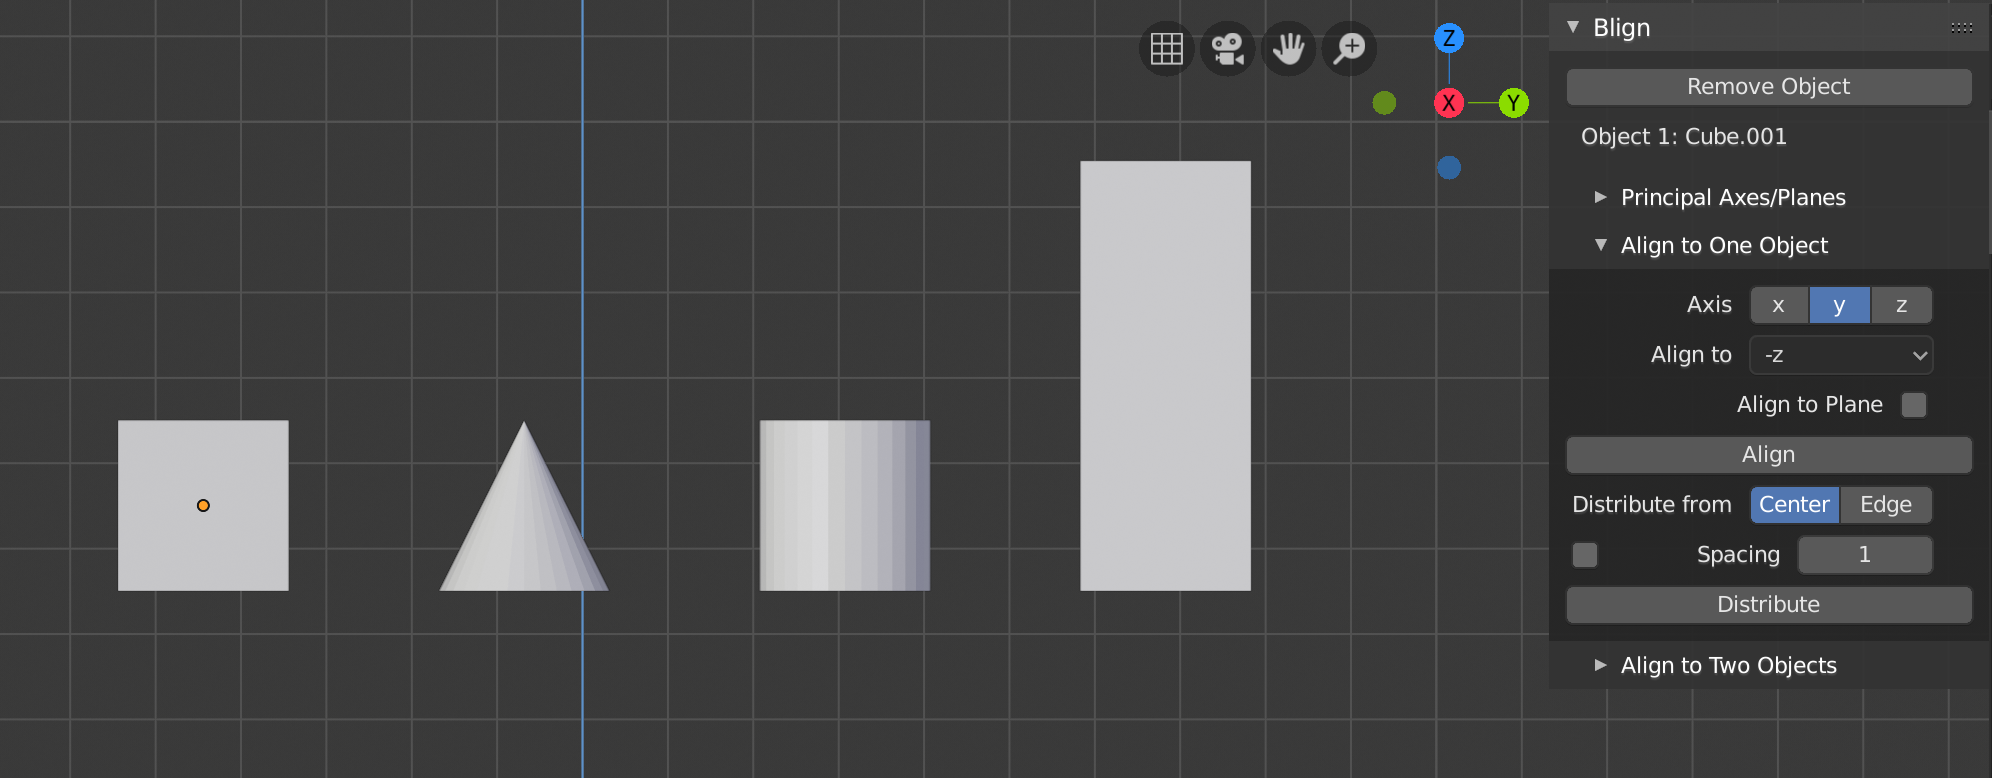 Z
X
Y
Blign
Remove Object
Object 1: Cube.001
Principal Axes/Planes
Align to One Object
Axis x y z
Align to -z
Align to Plane
Align
Distribute from Center Edge
Spacing 1
Distribute
Align to Two Objects